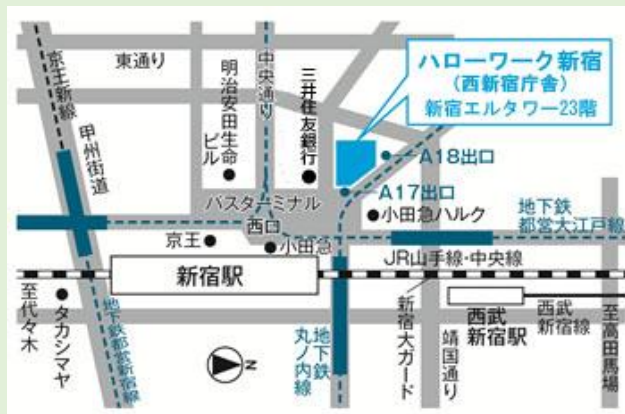 東通り
京王新線
甲州街道
明治安田生命
ビル
中央通り
三井住友銀行
ハローワーク新宿
(西新宿庁舎)
新宿エルタワー23階
A18出口
A17出口
バスターミナル
西口
京王
小田急
小田急ハルク
地下鉄
都営大江戸線
JR山手線・中央線
新宿駅
至代々木
タカシマヤ
地下鉄都営新宿線
N
地下鉄
丸ノ内線
新宿大ガード
靖国通り
西武
新宿駅
西武
新宿線
至高田馬場